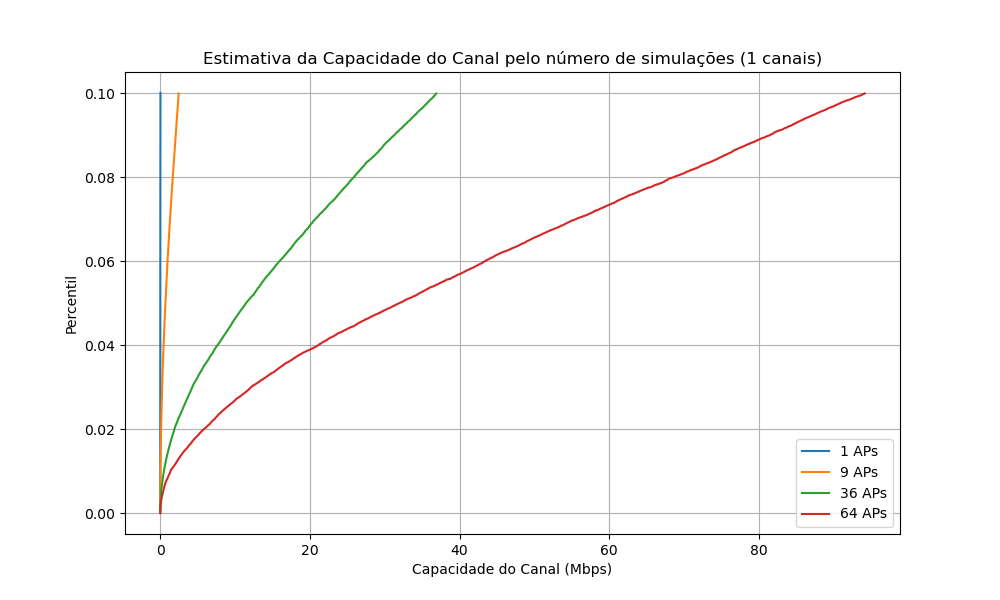 Estimativa da Capacidade do Canal pelo número de simulações (1 canais)
0.10
0.08
0.06
0.04
0.02
0.00
Percentil
0 20 40 60 80
Capacidade do Canal (Mbps)
1 APs
9 APs
36 APs
64 APs